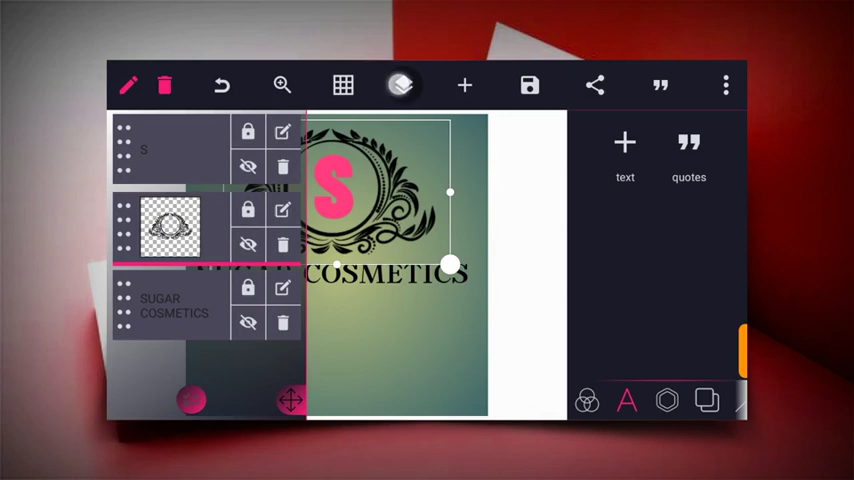 S
S
SUGAR
COSMETICS
COSMETICS
text
quotes
A